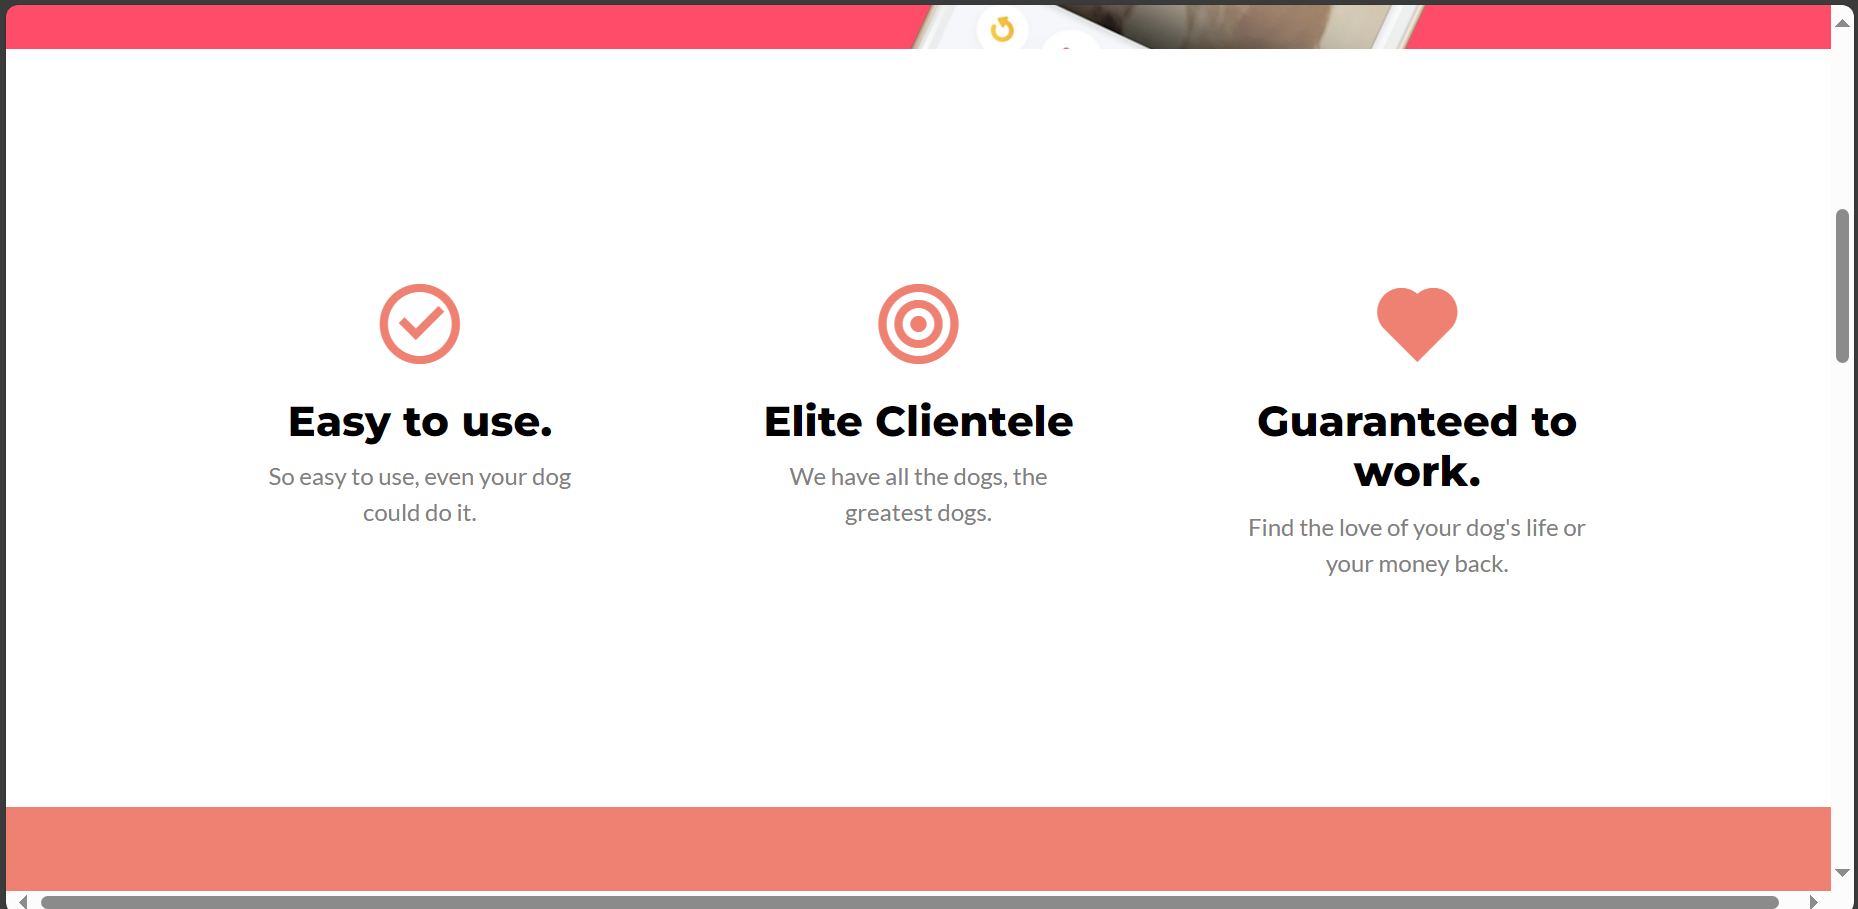 Easy to use.
So easy to use, even your dog
could do it.
Elite Clientele
We have all the dogs, the
greatest dogs.
Guaranteed to
work.
Find the love of your dog's life or
your money back.